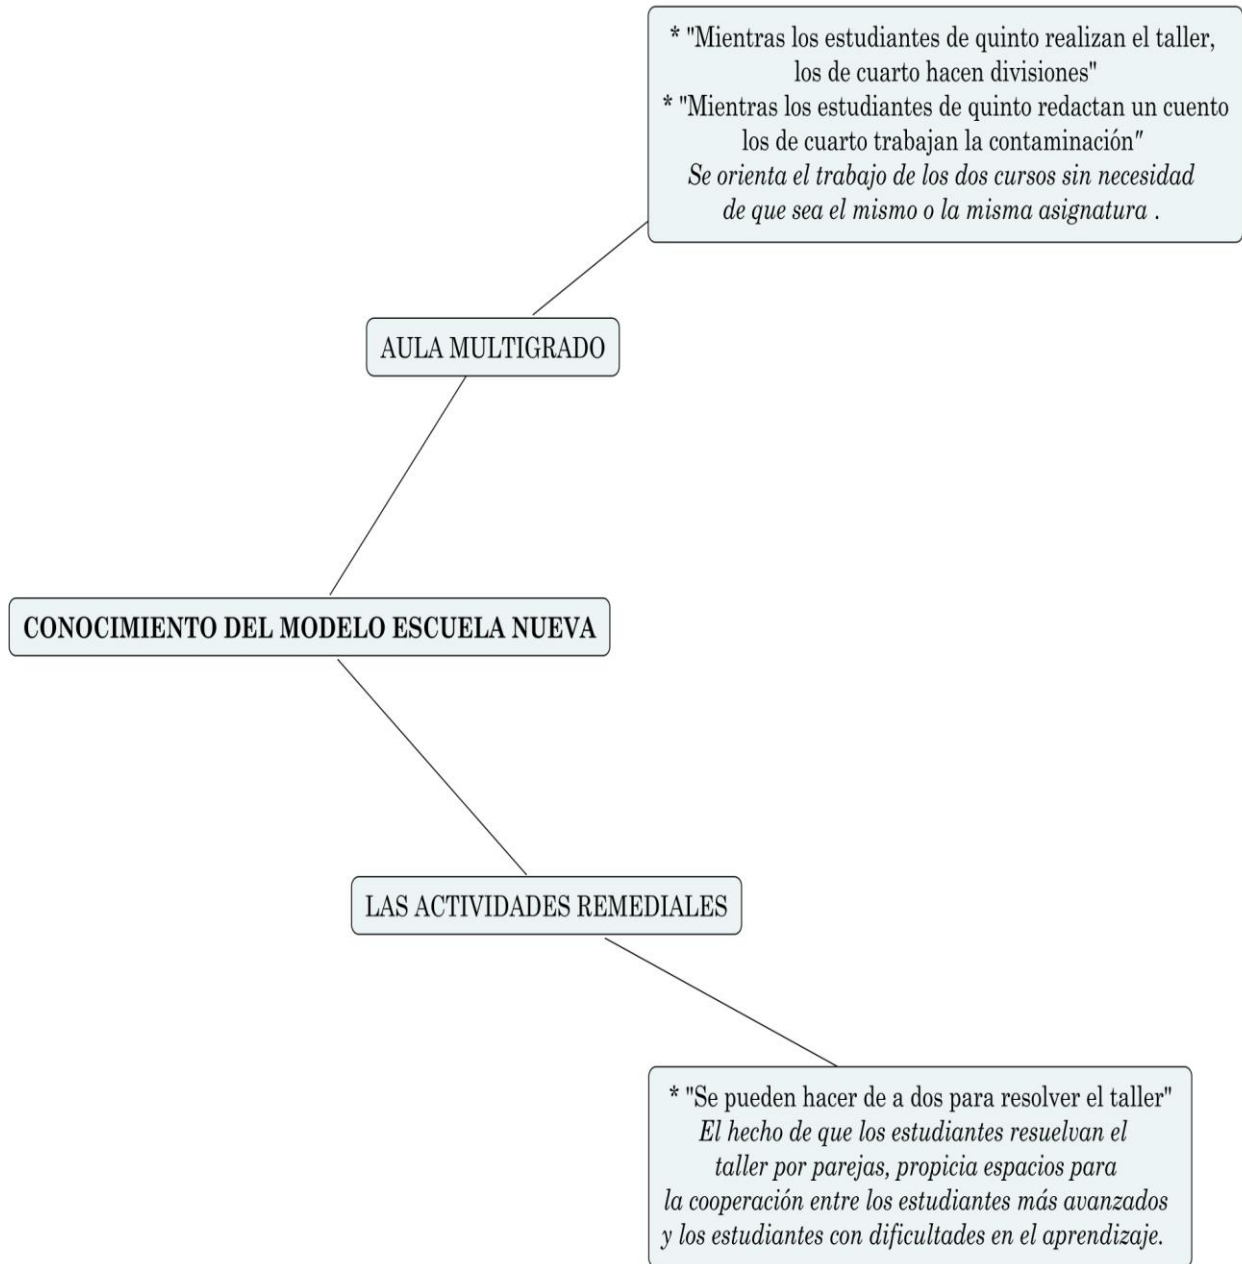 * "Mientras los estudiantes de quinto realizan el taller,
los de cuarto hacen divisiones"
* "Mientras los estudiantes de quinto redactan un cuento
los de cuarto trabajan la contaminación"
Se orienta el trabajo de los dos cursos sin necesidad
de que sea el mismo o la misma asignatura .
AULA MULTIGRADO
CONOCIMIENTO DEL MODELO ESCUELA NUEVA
LAS ACTIVIDADES REMEDIALES
* "Se pueden hacer de a dos para resolver el taller"
El hecho de que los estudiantes resuelvan el
taller por parejas, propicia espacios para
la cooperación entre los estudiantes más avanzados
y los estudiantes con dificultades en el aprendizaje.